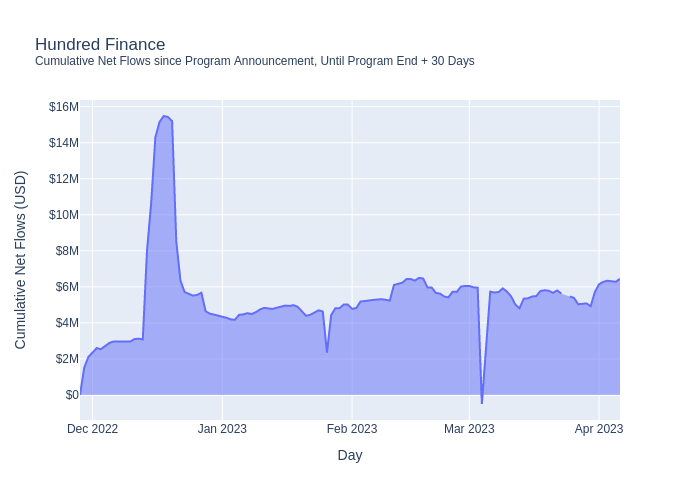 Hundred Finance
Cumulative Net Flows since Program Announcement, Until Program End + 30 Days
$16M
$14M
$12M
$10M
$8M
$6M
$4M
$2M
$0
Cumulative Net Flows (USD)
Dec 2022
Jan 2023
Feb 2023
Mar 2023
Apr 2023
Day